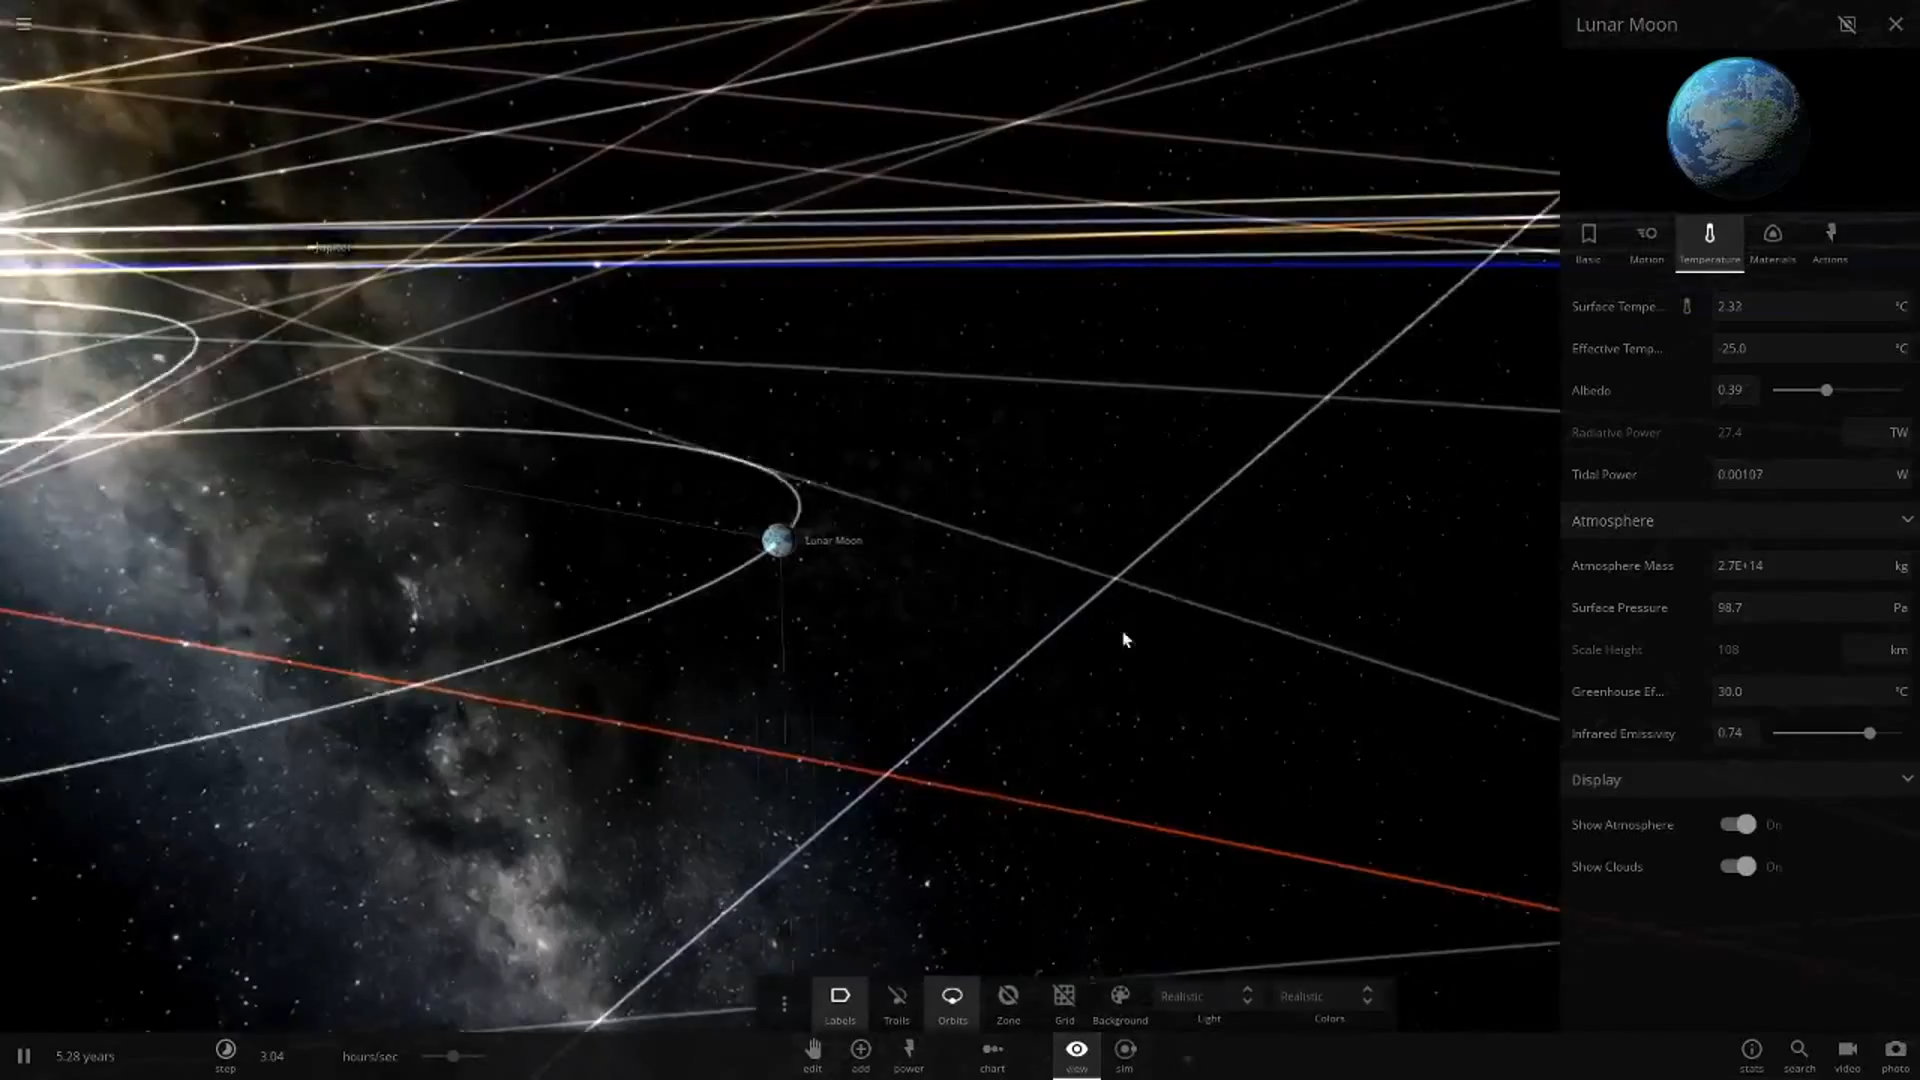 Lunar Moon
Jupiter
Lunar Moon
Basic Motion Temperature Materials Actions
Surface Tempe... 2.32 °C
Effective Temp... -25.0 °C
Albedo 0.39
Radiative Power 27.4 TW
Tidal Power 0.00107 W
Atmosphere
Atmosphere Mass 2.7E+14 kg
Surface Pressure 98.7 Pa
Scale Height 108 km
Greenhouse Ef... 30.0 °C
Infrared Emissivity 0.74
Display
Show Atmosphere On
Show Clouds On
Labels Trails Orbits Zone Grid Background
Realistic Light
Realistic Colors
5.28 years
step 3.04 hours/sec
edit add power chart view sim
stats search video photo